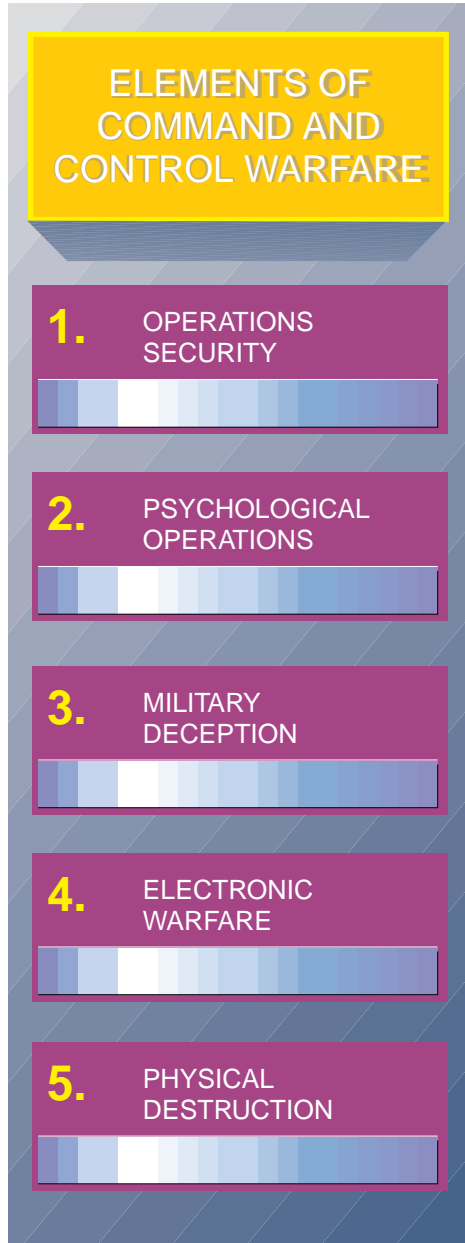 ELEMENTS OF
COMMAND AND
CONTROL WARFARE
1. OPERATIONS
SECURITY
2. PSYCHOLOGICAL
OPERATIONS
3. MILITARY
DECEPTION
4. ELECTRONIC
WARFARE
5. PHYSICAL
DESTRUCTION